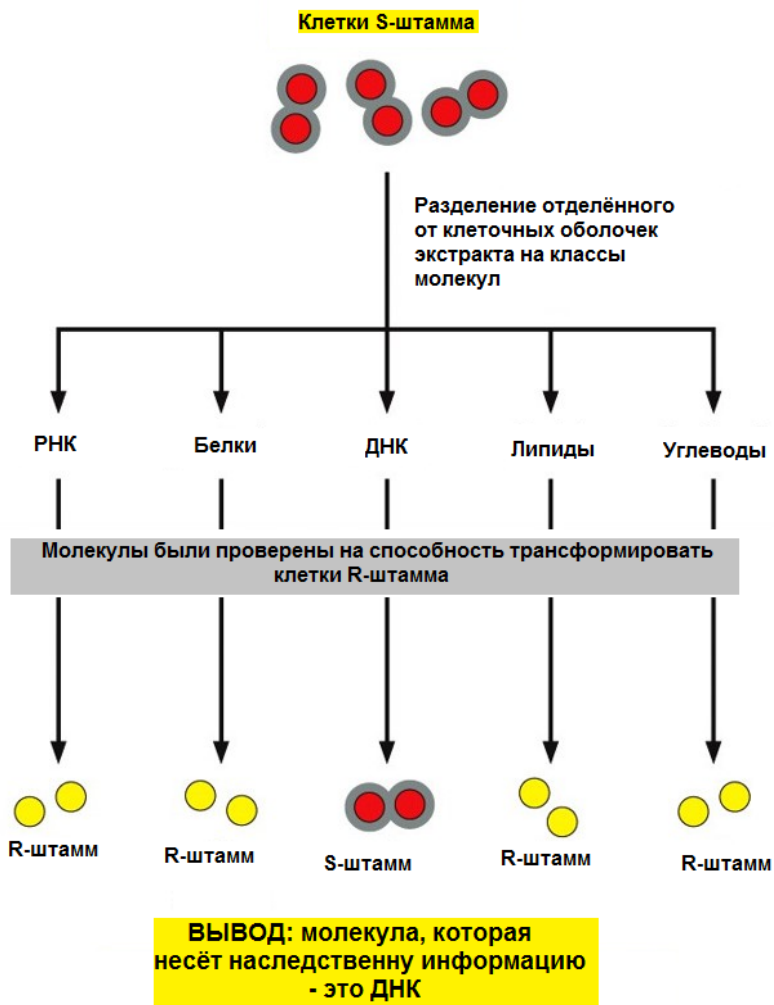 Клетки S-штамма
Разделение отделённого
от клеточных оболочек
экстракта на классы
молекул
РНК
Белки
ДНК
Липиды
Углеводы
Молекулы были проверены на способность трансформировать
клетки R-штамма
R-штамм
R-штамм
S-штамм
R-штамм
R-штамм
ВЫВОД: молекула, которая
несёт наследственну информацию
- это ДНК